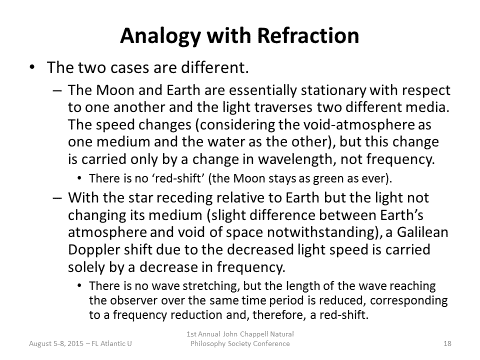 Analogy with Refraction
• The two cases are different.
– The Moon and Earth are essentially stationary with respect
to one another and the light traverses two different media.
The speed changes (considering the void-atmosphere as
one medium and the water as the other), but this change
is carried only by a change in wavelength, not frequency.
• There is no ‘red-shift’ (the Moon stays as green as ever).
– With the star receding relative to Earth but the light not
changing its medium (slight difference between Earth’s
atmosphere and void of space notwithstanding), a Galilean
Doppler shift due to the decreased light speed is carried
solely by a decrease in frequency.
• There is no wave stretching, but the length of the wave reaching
the observer over the same time period is reduced, corresponding
to a frequency reduction and, therefore, a red-shift.
August 5-8, 2015 – FL Atlantic U
1st Annual John Chappell Natural
Philosophy Society Conference
18